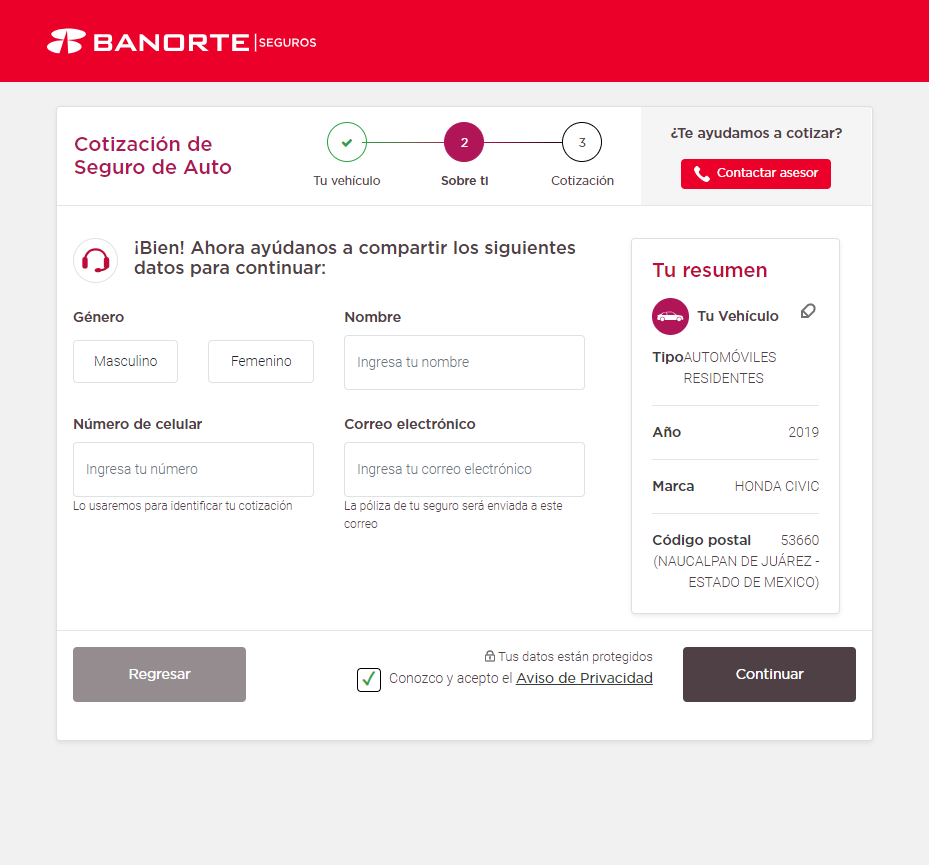 BANORTE | SEGUROS
Cotización de
Seguro de Auto
2
3
Tu vehículo
Sobre ti
Cotización
¿Te ayudamos a cotizar?
Contactar asesor
¡Bien! Ahora ayúdanos a compartir los siguientes
datos para continuar:
Género
Masculino
Femenino
Nombre
Ingresa tu nombre
Número de celular
Ingresa tu número
Lo usaremos para identificar tu cotización
Correo electrónico
Ingresa tu correo electrónico
La póliza de tu seguro será enviada a este
correo
Tu resumen
Tu Vehículo
Tipo AUTOMÓVILES
RESIDENTES
Año 2019
Marca HONDA CIVIC
Código postal 53660
(NAUCALPAN DE JUÁREZ -
ESTADO DE MEXICO)
Regresar
Tus datos están protegidos
Conozco y acepto el Aviso de Privacidad
Continuar